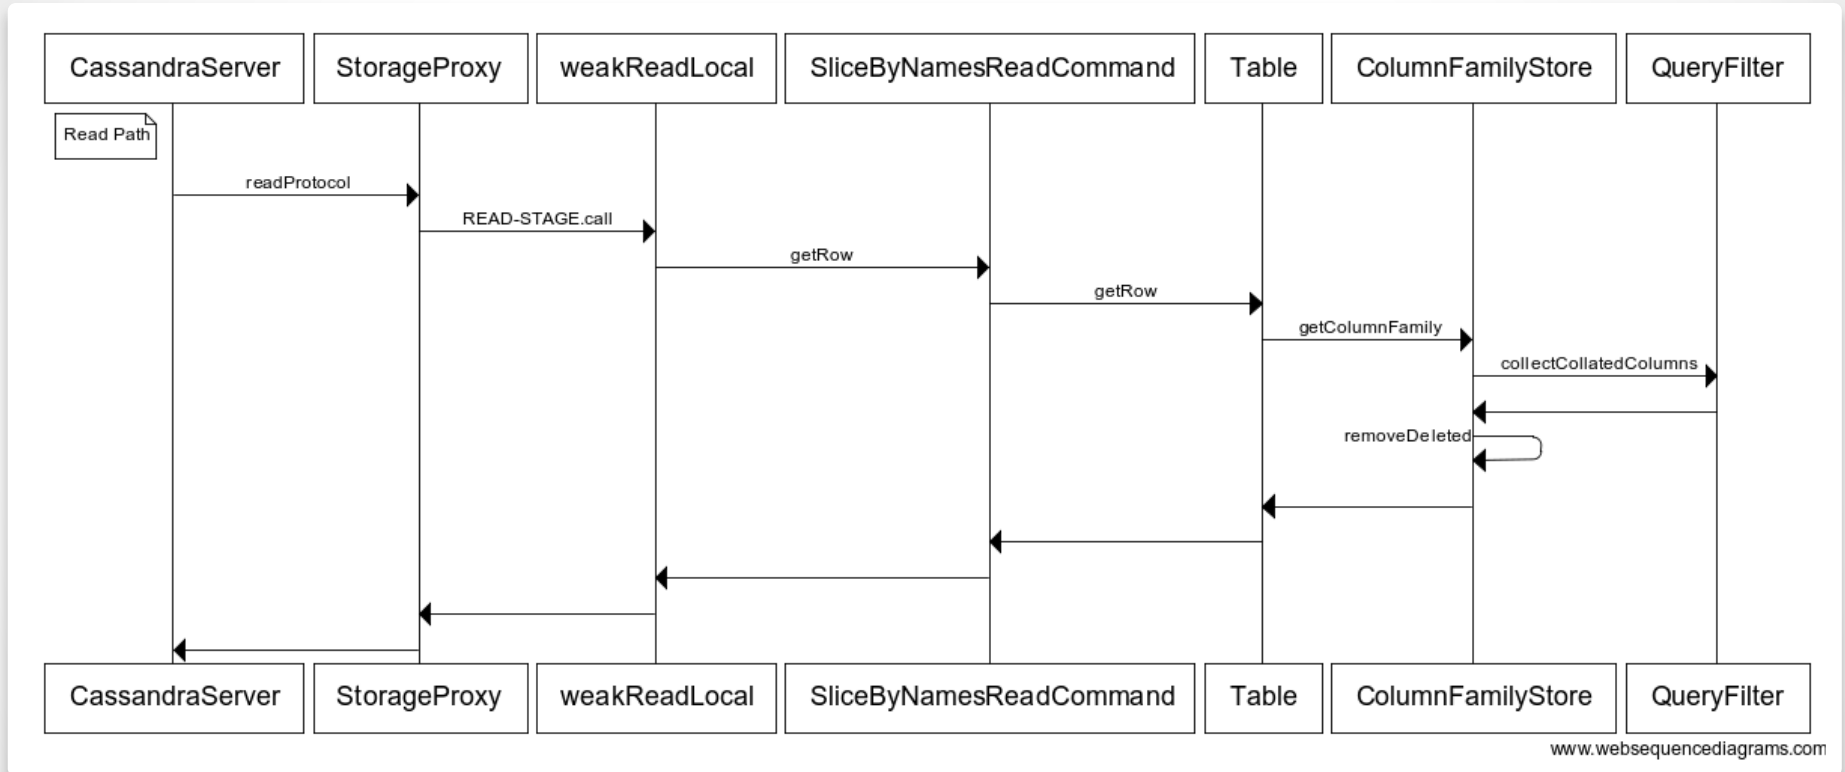 CassandraServer
StorageProxy
weakReadLocal
SliceByNamesReadCommand
Table
ColumnFamilyStore
QueryFilter
Read Path
readProtocol
READ-STAGE.call
getRow
getRow
getColumnFamily
collectCollatedColumns
removeDeleted
CassandraServer
StorageProxy
weakReadLocal
SliceByNamesReadCommand
Table
ColumnFamilyStore
QueryFilter
www.websequencediagrams.com